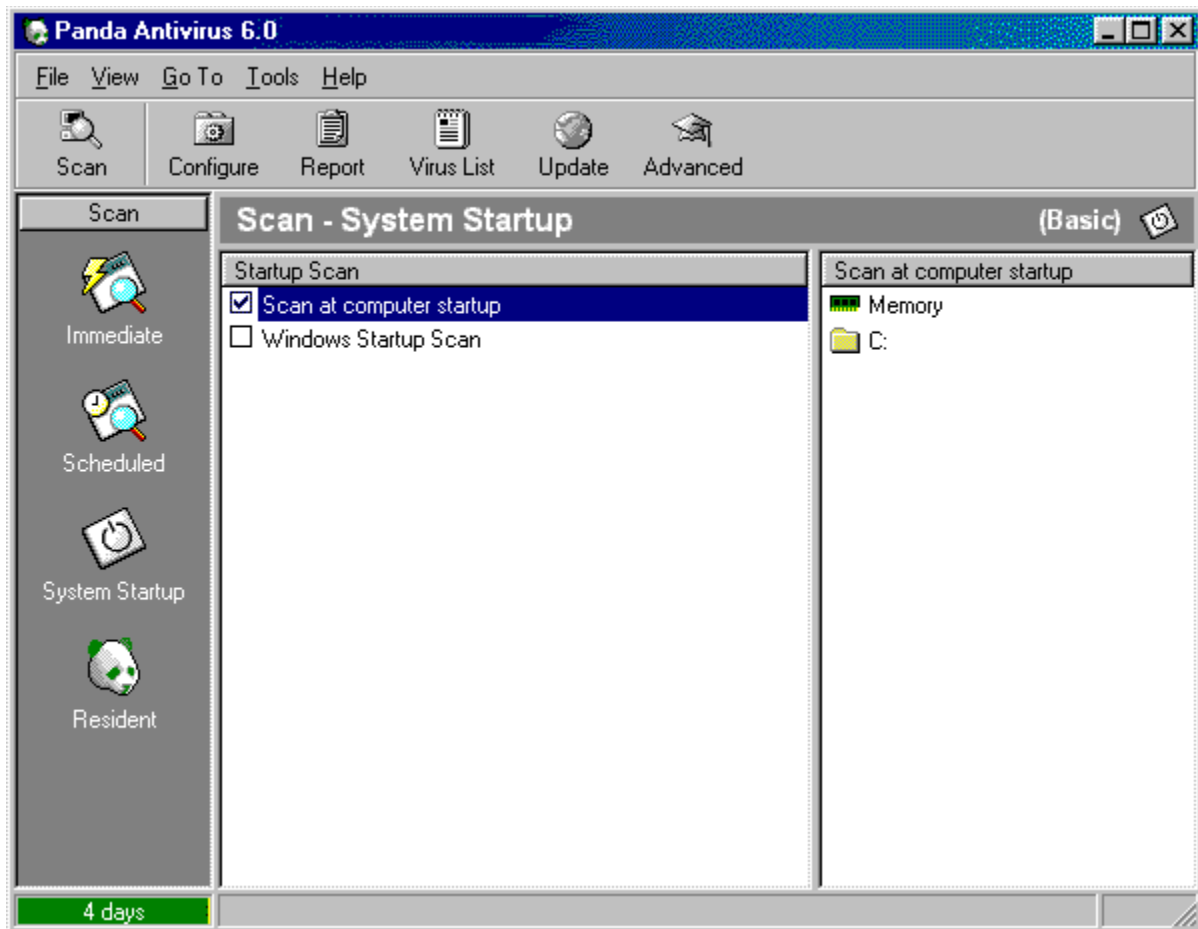 Panda Antivirus 6.0
File View Go To Tools Help
Scan Configure Report Virus List Update Advanced
Scan
Immediate
Scheduled
System Startup
Resident
Scan - System Startup (Basic)
Startup Scan
Scan at computer startup
Windows Startup Scan
Scan at computer startup
Memory
C:
4 days